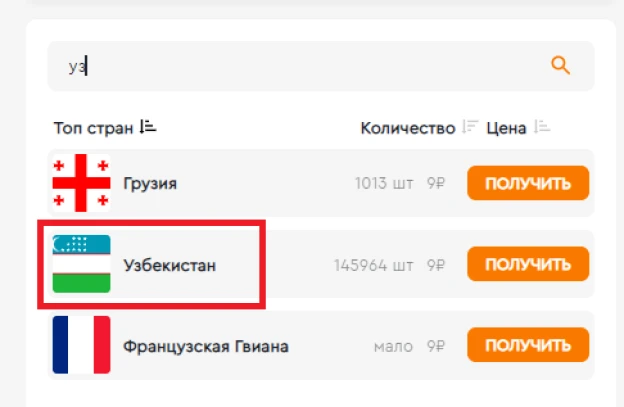 уз
Топ стран Количество Цена
Грузия 1013 шт 9₽ ПОЛУЧИТЬ
Узбекистан 145964 шт 9₽ ПОЛУЧИТЬ
Французская Гвиана мало 9₽ ПОЛУЧИТЬ